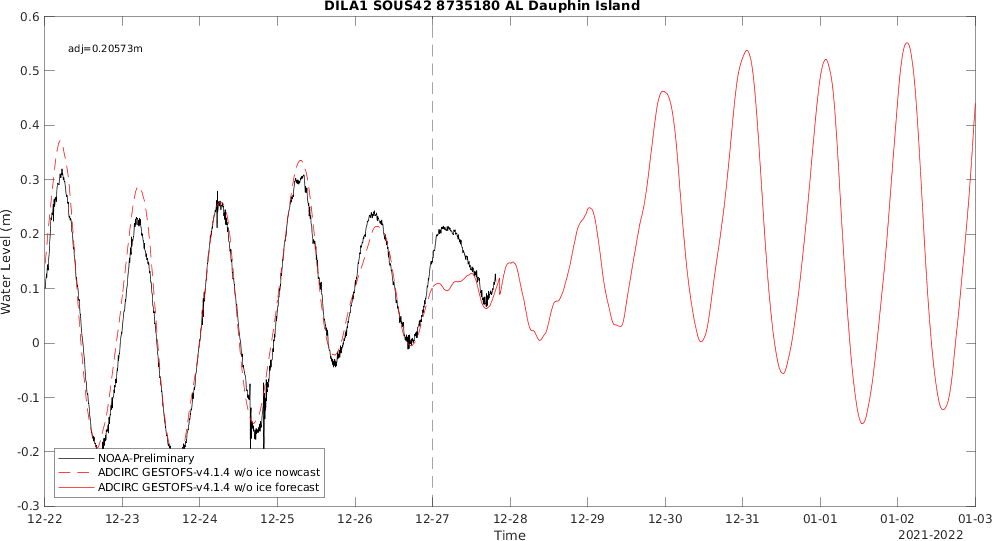 DILA1 SOUS42 8735180 AL Dauphin Island
adj=0.20573m
0.6
0.5
0.4
0.3
0.2
0.1
0
-0.1
-0.2
-0.3
Water Level (m)
NOAA-Preliminary
ADCIRC GESTOFS-v4.1.4 w/o ice nowcast
ADCIRC GESTOFS-v4.1.4 w/o ice forecast
12-22 12-23 12-24 12-25 12-26 12-27 12-28 12-29 12-30 12-31 01-01 01-02 01-03
Time
2021-2022